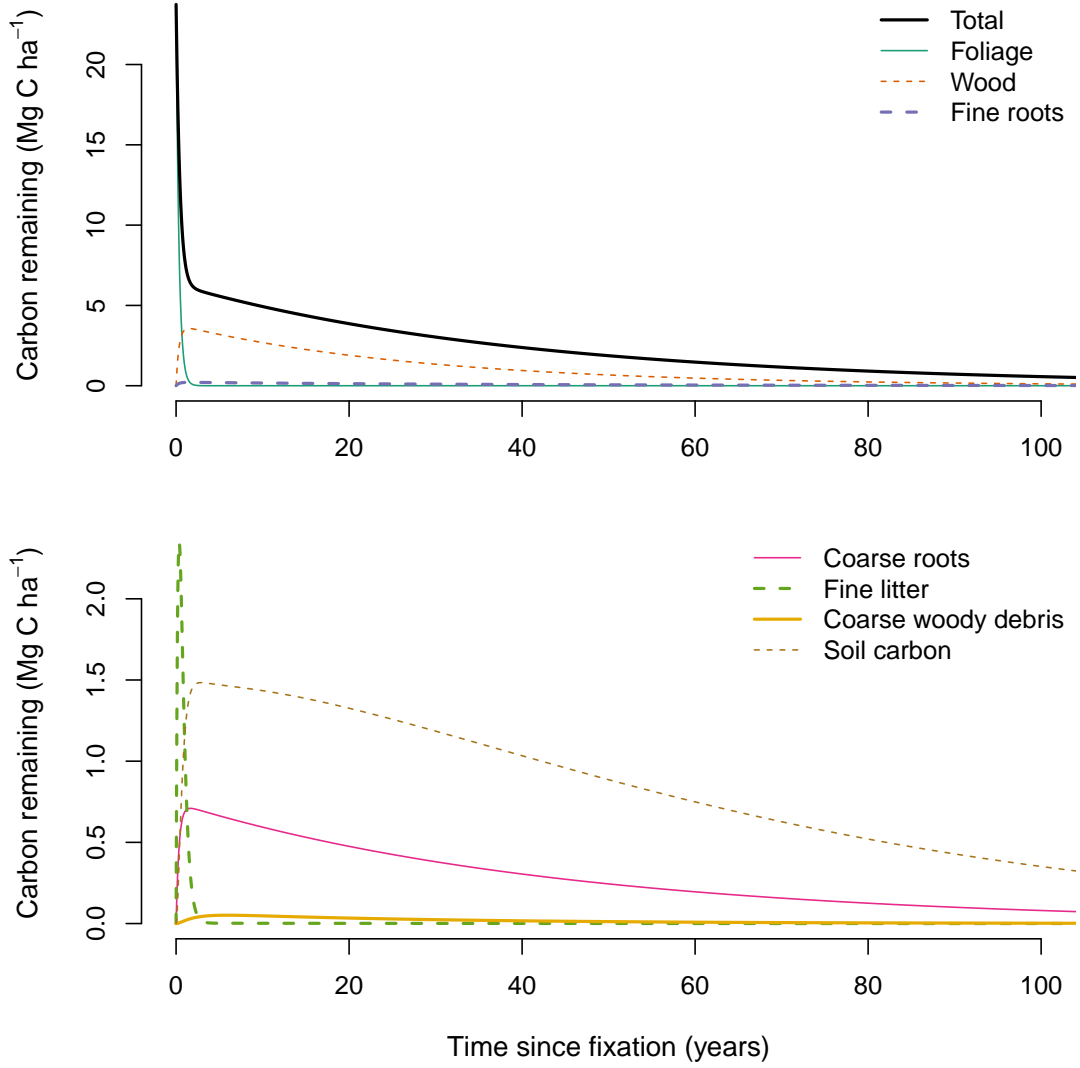 Carbon remaining (Mg C ha⁻¹)
Total
Foliage
Wood
Fine roots
20
15
10
5
0
0 20 40 60 80 100
Carbon remaining (Mg C ha⁻¹)
Coarse roots
Fine litter
Coarse woody debris
Soil carbon
2.0
1.5
1.0
0.5
0.0
0 20 40 60 80 100
Time since fixation (years)